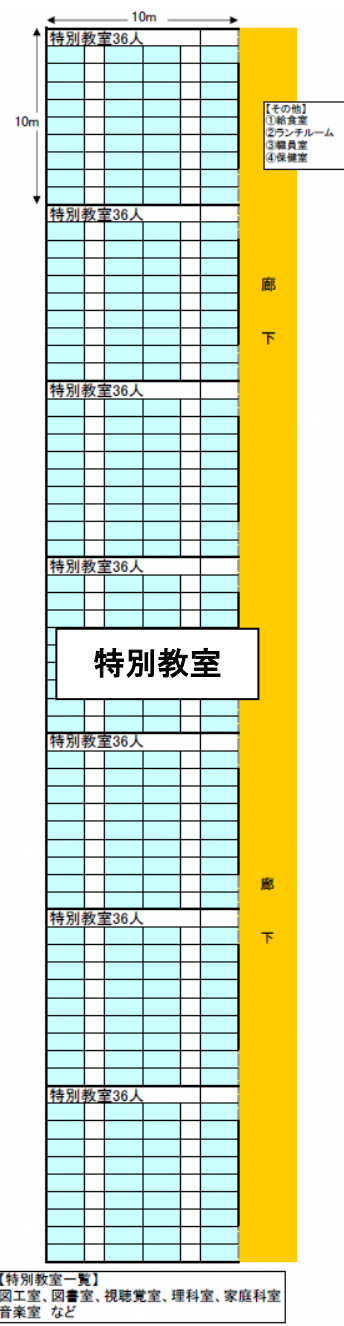 10m
特別教室36人
10m
【その他】
①給食室
②ランチルーム
③職員室
④保健室
特別教室36人
廊
下
特別教室36人
特別教室36人
特別教室
特別教室36人
廊
下
特別教室36人
特別教室36人
【特別教室一覧】
図工室、図書室、視聴覚室、理科室、家庭科室
音楽室 など